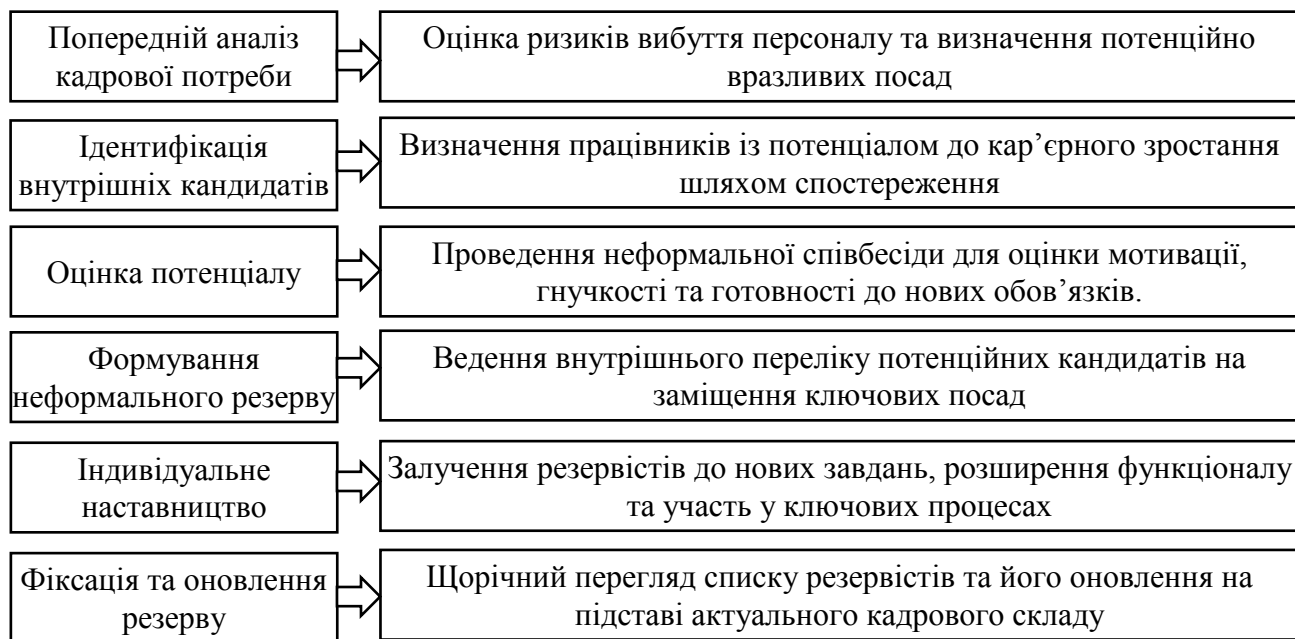 Попередній аналіз
кадрової потреби
Оцінка ризиків вибуття персоналу та визначення потенційно
вразливих посад
Ідентифікація
внутрішніх кандидатів
Визначення працівників із потенціалом до кар’єрного зростання
шляхом спостереження
Оцінка потенціалу
Проведення неформальної співбесіди для оцінки мотивації,
гнучкості та готовності до нових обов’язків.
Формування
неформального резерву
Ведення внутрішнього переліку потенційних кандидатів на
заміщення ключових посад
Індивідуальне
наставництво
Залучення резервістів до нових завдань, розширення функціоналу
та участь у ключових процесах
Фіксація та оновлення
резерву
Щорічний перегляд списку резервістів та його оновлення на
підставі актуального кадрового складу